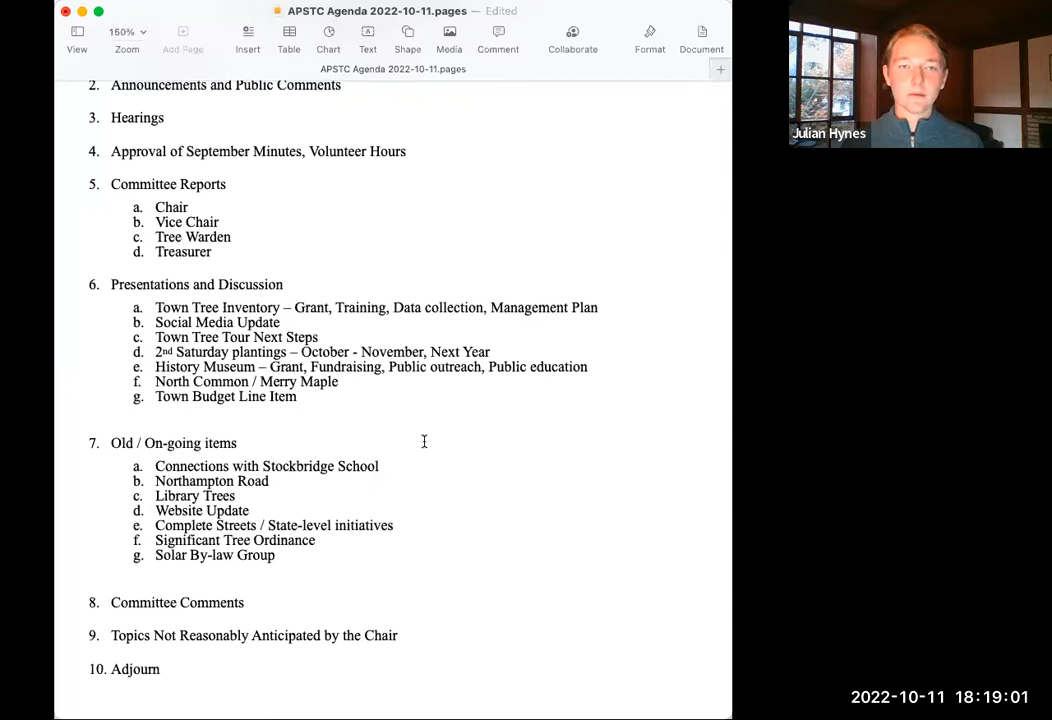 APSTC Agenda 2022-10-11.pages — Edited
150%
View Zoom Add Page Insert Table Chart Text Shape Media Comment Collaborate Format Document
APSTC Agenda 2022-10-11.pages
2. Announcements and Public Comments
3. Hearings
4. Approval of September Minutes, Volunteer Hours
5. Committee Reports
a. Chair
b. Vice Chair
c. Tree Warden
d. Treasurer
6. Presentations and Discussion
a. Town Tree Inventory – Grant, Training, Data collection, Management Plan
b. Social Media Update
c. Town Tree Tour Next Steps
d. 2nd Saturday plantings – October - November, Next Year
e. History Museum – Grant, Fundraising, Public outreach, Public education
f. North Common / Merry Maple
g. Town Budget Line Item
7. Old / On-going items
a. Connections with Stockbridge School
b. Northampton Road
c. Library Trees
d. Website Update
e. Complete Streets / State-level initiatives
f. Significant Tree Ordinance
g. Solar By-law Group
8. Committee Comments
9. Topics Not Reasonably Anticipated by the Chair
10. Adjourn
Julian Hynes
2022-10-11 18:19:01